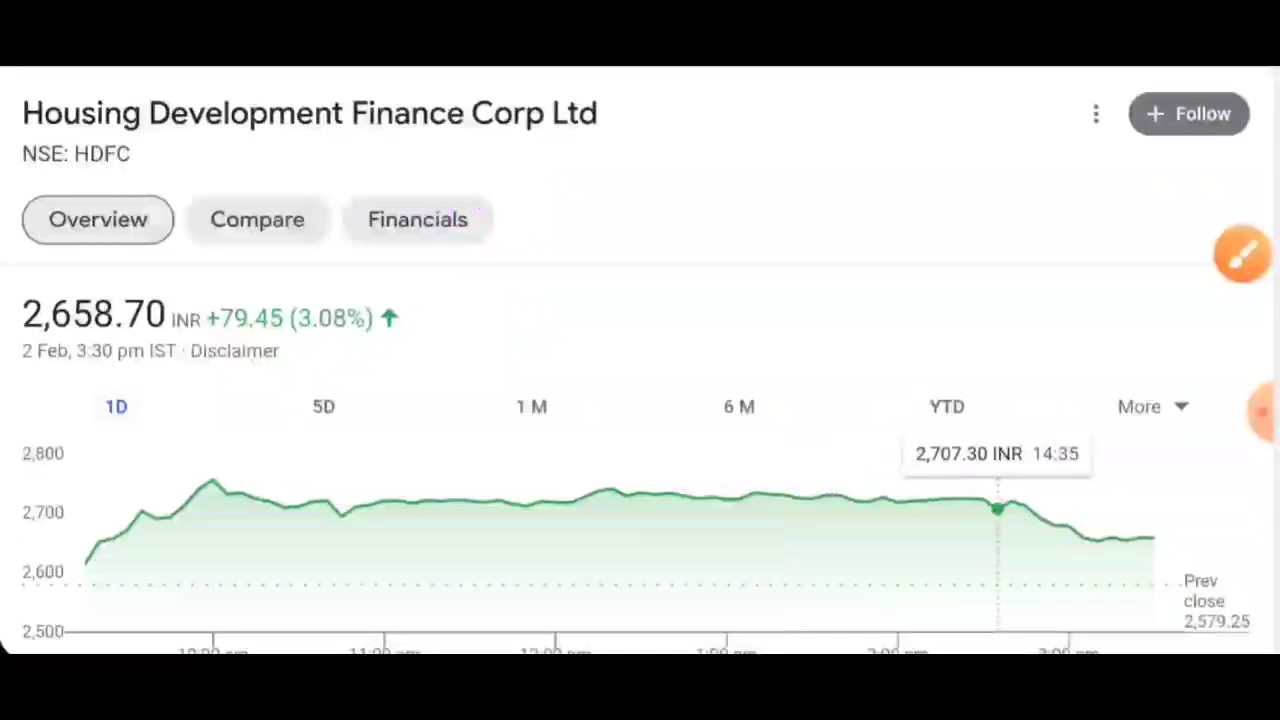 Housing Development Finance Corp Ltd
+ Follow
NSE: HDFC
Overview Compare Financials
2,658.70 INR +79.45 (3.08%)
2 Feb, 3:30 pm IST · Disclaimer
1D 5D 1 M 6 M YTD More
2,800
2,707.30 INR 14:35
2,700
2,600
Prev
close
2,579.25
2,500